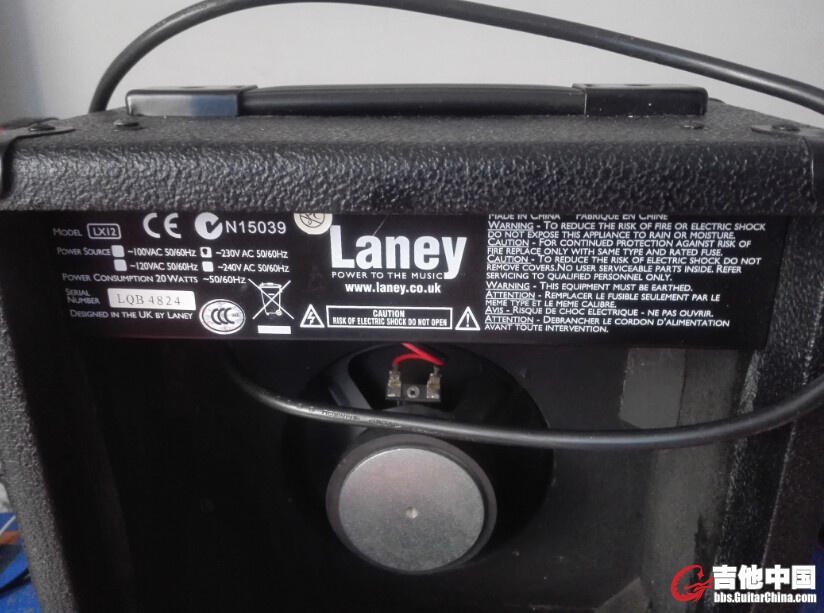 MODEL LX12
CE N15039
POWER SOURCE ~100VAC 50/60HZ ~230V AC 50/60HZ
~120VAC 50/60HZ ~240V AC 50/60HZ
POWER CONSUMPTION 20 WATTS ~50/60HZ
SERIAL
NUMBER LQB 4824
DESIGNED IN THE UK BY LANEY
CCC
Laney
POWER TO THE MUSIC
www.laney.co.uk
CAUTION
RISK OF ELECTRIC SHOCK DO NOT OPEN
MADE IN CHINA FABRIQUE EN CHINE
WARNING - TO REDUCE THE RISK OF FIRE OR ELECTRIC SHOCK
DO NOT EXPOSE THIS APPLIANCE TO RAIN OR MOISTURE.
CAUTION - FOR CONTINUED PROTECTION AGAINST RISK OF
FIRE REPLACE ONLY WITH SAME TYPE AND RATED FUSE.
CAUTION - TO REDUCE THE RISK OF ELECTRIC SHOCK DO NOT
REMOVE COVERS.NO USER SERVICEABLE PARTS INSIDE. REFER
SERVICING TO QUALIFIED PERSONNEL ONLY.
WARNING - THIS EQUIPMENT MUST BE EARTHED.
ATTENTION - REMPLACER LE FUSIBLE SEULEMENT PAR LE
MEME TYPE ET LE MEME CALIBRE.
AVIS - RISQUE DE CHOC ELECTRIQUE - NE PAS OUVRIR.
ATTENTION - DEBRANCHER LE CORDON D'ALIMENTATION
AVANT TOUTE INTERVENTION.
吉他中国
bbs.GuitarChina.com